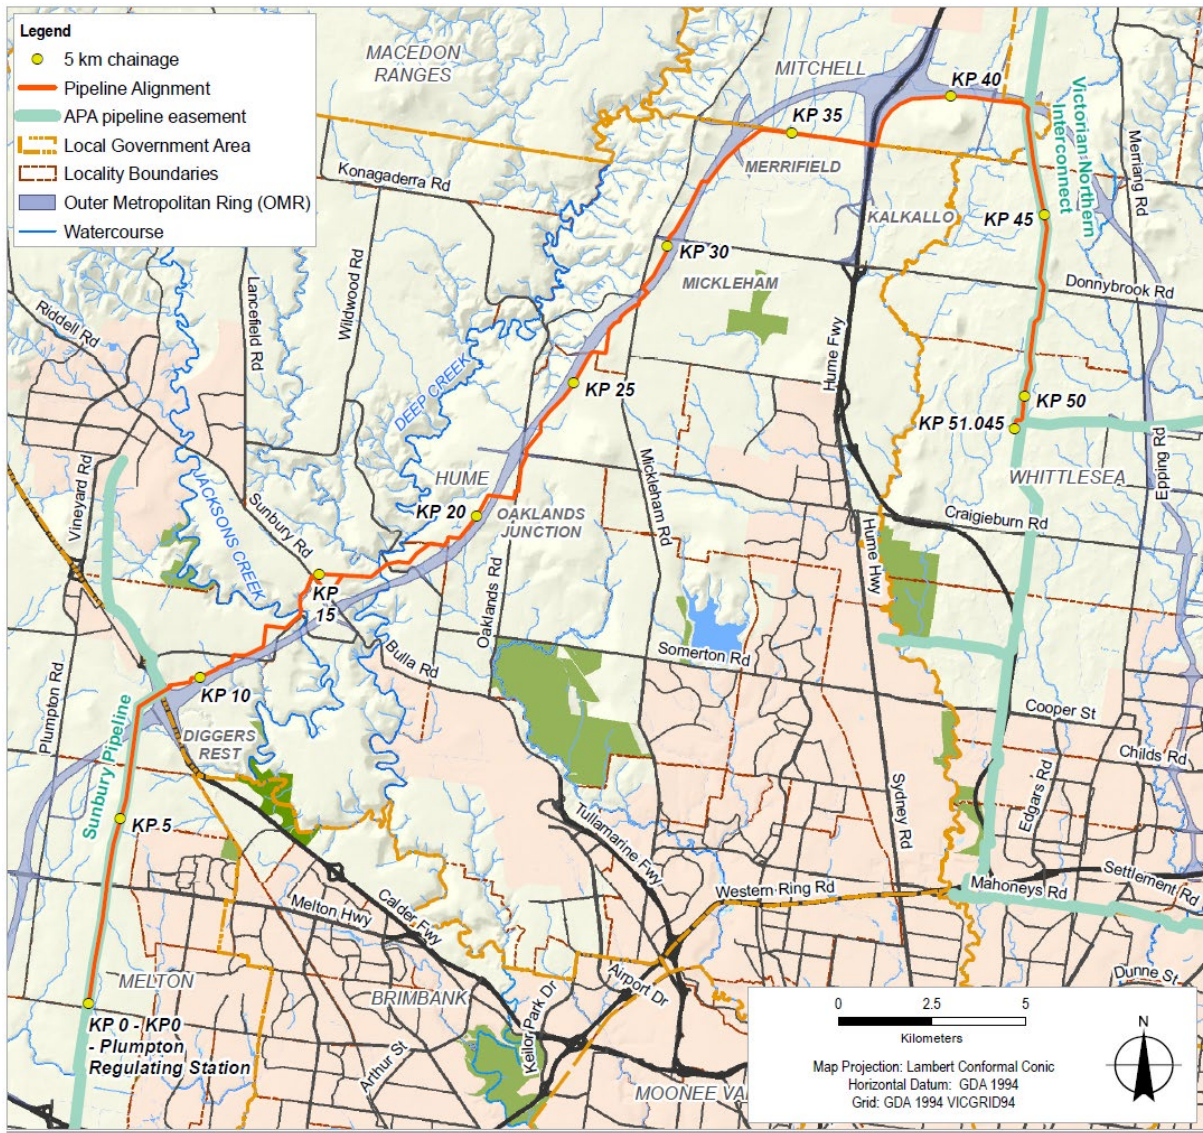 Legend
5 km chainage
Pipeline Alignment
APA pipeline easement
Local Government Area
Locality Boundaries
Outer Metropolitan Ring (OMR)
Watercourse
MACEDON
RANGES
MITCHELL
KP 40
KP 35
MERRIFIELD
Victorian Northern
Interconnect
Merriang Rd
Konagaderra Rd
KALKALLO
KP 45
KP 30
MICKLEHAM
Donnybrook Rd
Riddell Rd
Lancefield Rd
Wildwood Rd
Hume Fwy
DEEP CREEK
KP 25
KP 50
KP 51.045
Vineyard Rd
JACKSONS CREEK
Sunbury Rd
HUME
KP 20
OAKLANDS
JUNCTION
Mickleham Rd
WHITTLESEA
Epping Rd
Craigieburn Rd
Hume Hwy
KP
15
Oaklands Rd
Bulla Rd
Somerton Rd
Plumpton Rd
KP 10
Cooper St
DIGGERS
REST
Childs Rd
Sunbury Pipeline
Edgars Rd
Sydney Rd
KP 5
Tullamarine Fwy
Melton Hwy
Calder Fwy
Western Ring Rd
Mahoneys Rd
Settlement Rd
MELTON
BRIMBANK
Airport Dr
Keilor Park Dr
Dunne St
KP 0 - KP0
- Plumpton
Regulating Station
Arthur St
MOONEE VA
0 2.5 5
Kilometers
N
Map Projection: Lambert Conformal Conic
Horizontal Datum: GDA 1994
Grid: GDA 1994 VICGRID94